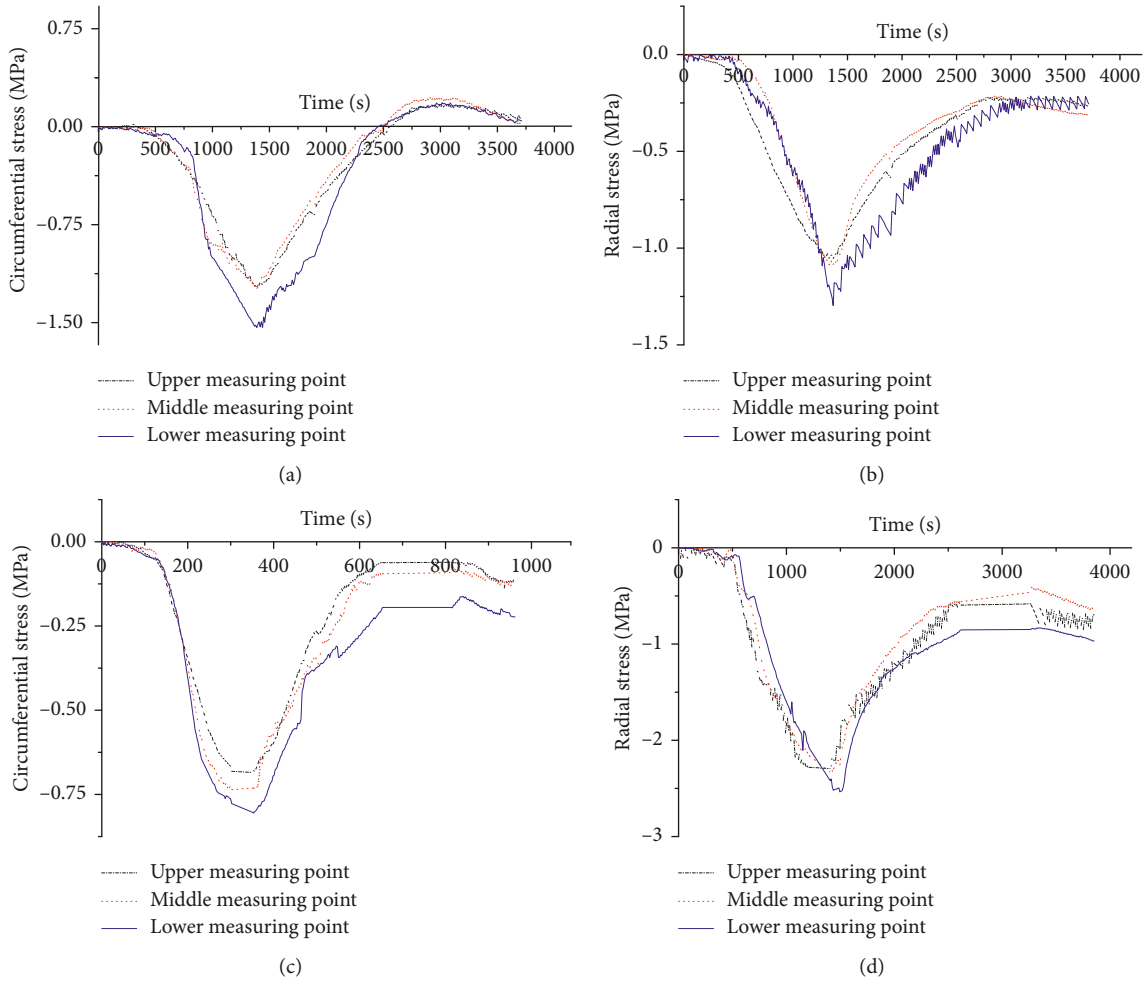 0.75
0.00
−0.75
−1.50
Circumferential stress (MPa)
Time (s)
0 500 1000 1500 2000 2500 3000 3500 4000
Upper measuring point
Middle measuring point
Lower measuring point
(a)
Time (s)
0.0
−0.5
−1.0
−1.5
Radial stress (MPa)
0 500 1000 1500 2000 2500 3000 3500 4000
Upper measuring point
Middle measuring point
Lower measuring point
(b)
Time (s)
0.00
−0.25
−0.50
−0.75
Circumferential stress (MPa)
0 200 400 600 800 1000
Upper measuring point
Middle measuring point
Lower measuring point
(c)
Time (s)
0
−1
−2
−3
Radial stress (MPa)
0 1000 2000 3000 4000
Upper measuring point
Middle measuring point
Lower measuring point
(d)